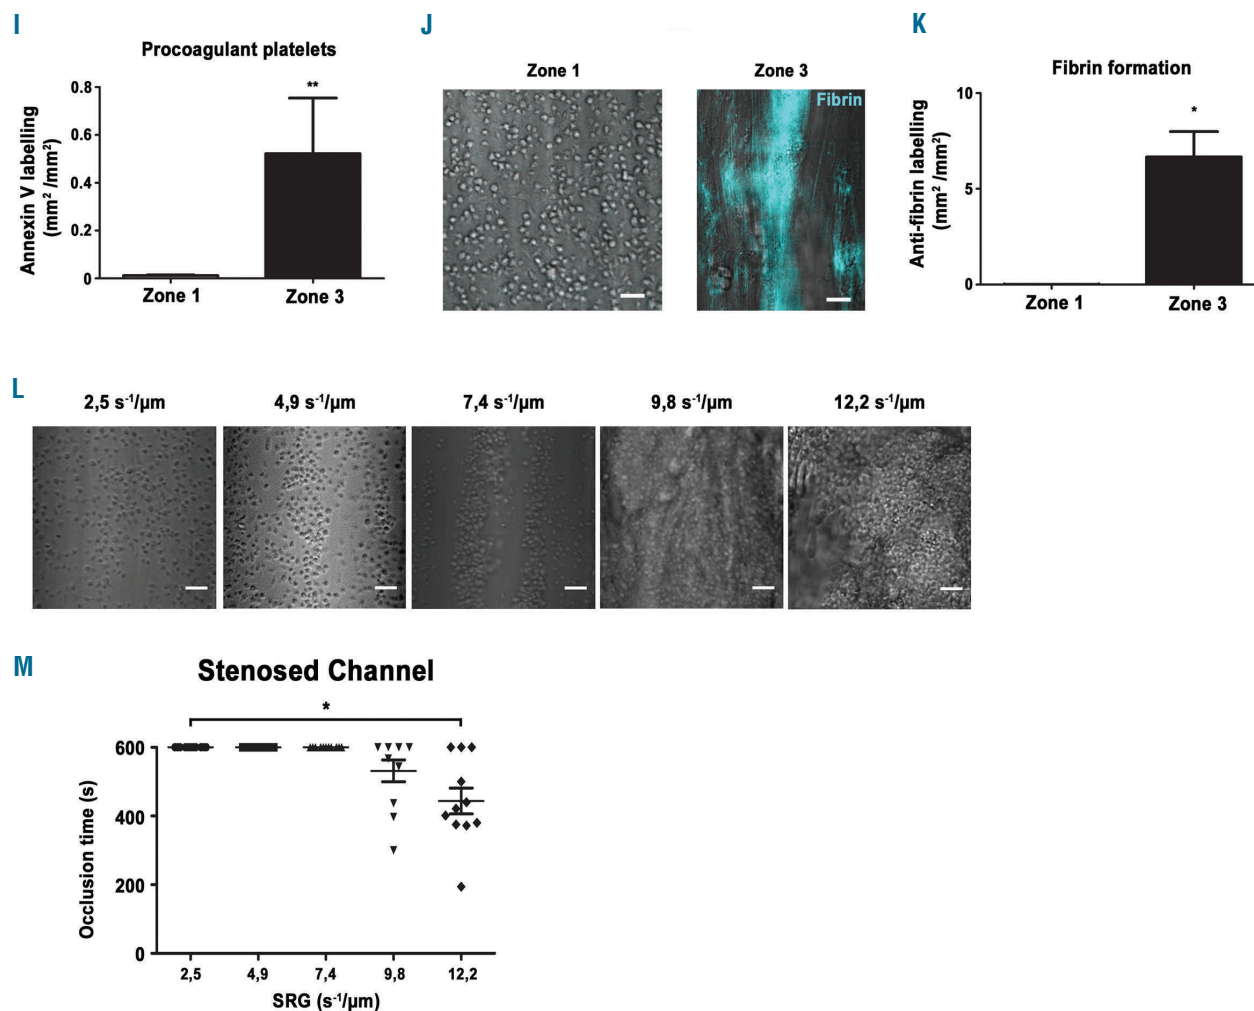 I
Procoagulant platelets
Annexin V labelling
(mm² /mm²)
0.8
0.6
0.4
0.2
0
**
Zone 1
Zone 3
J
Zone 1
Zone 3
Fibrin
K
Fibrin formation
Anti-fibrin labelling
(mm² /mm²)
10
5
0
*
Zone 1
Zone 3
L
2,5 s⁻¹/µm
4,9 s⁻¹/µm
7,4 s⁻¹/µm
9,8 s⁻¹/µm
12,2 s⁻¹/µm
M
Stenosed Channel
*
Occlusion time (s)
600
400
200
0
2,5
4,9
7,4
9,8
12,2
SRG (s⁻¹/µm)